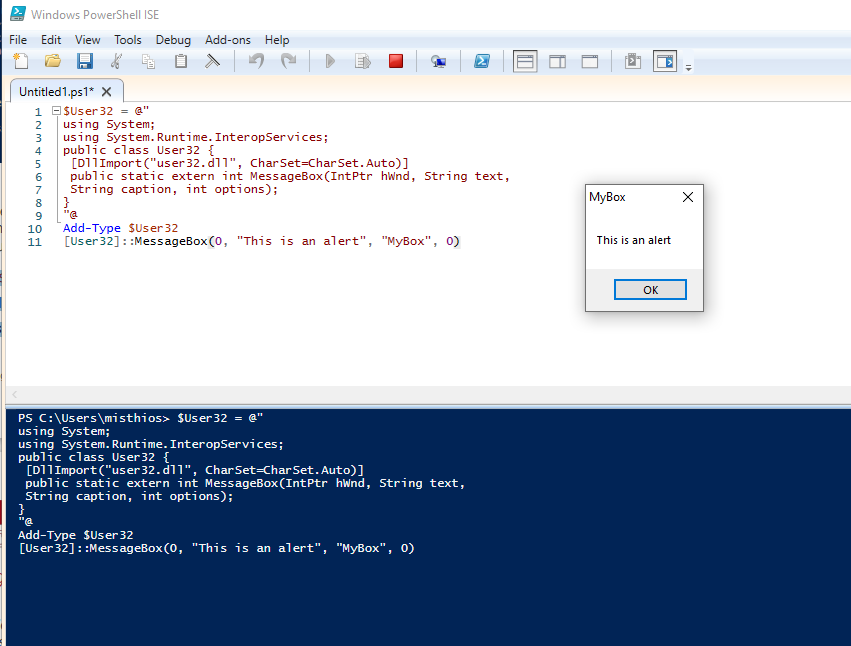 Windows PowerShell ISE
File Edit View Tools Debug Add-ons Help
Untitled1.ps1* X
1 $User32 = @"
2 using System;
3 using System.Runtime.InteropServices;
4 public class User32 {
5 [DllImport("user32.dll", CharSet=CharSet.Auto)]
6 public static extern int MessageBox(IntPtr hWnd, String text,
7 String caption, int options);
8 }
9 "@
10 Add-Type $User32
11 [User32]::MessageBox(0, "This is an alert", "MyBox", 0)
MyBox
This is an alert
OK
PS C:\Users\misthios> $User32 = @"
using System;
using System.Runtime.InteropServices;
public class User32 {
[DllImport("user32.dll", CharSet=CharSet.Auto)]
public static extern int MessageBox(IntPtr hWnd, String text,
String caption, int options);
}
"@
Add-Type $User32
[User32]::MessageBox(0, "This is an alert", "MyBox", 0)